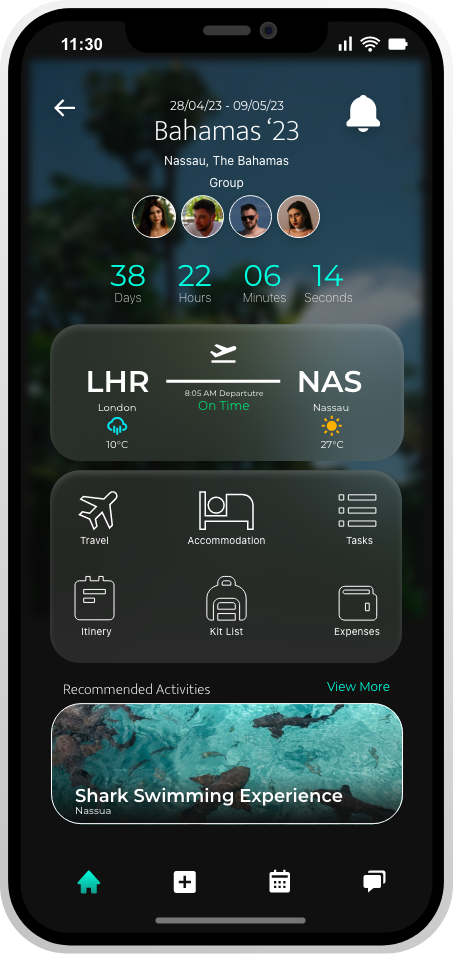 11:30
28/04/23 - 09/05/23
Bahamas ‘23
Nassau, The Bahamas
Group
38 22 06 14
Days Hours Minutes Seconds
LHR NAS
8:05 AM Departutre
On Time
London Nassau
10°C 27°C
Travel Accommodation Tasks
Itinery Kit List Expenses
Recommended Activities View More
Shark Swimming Experience
Nassua